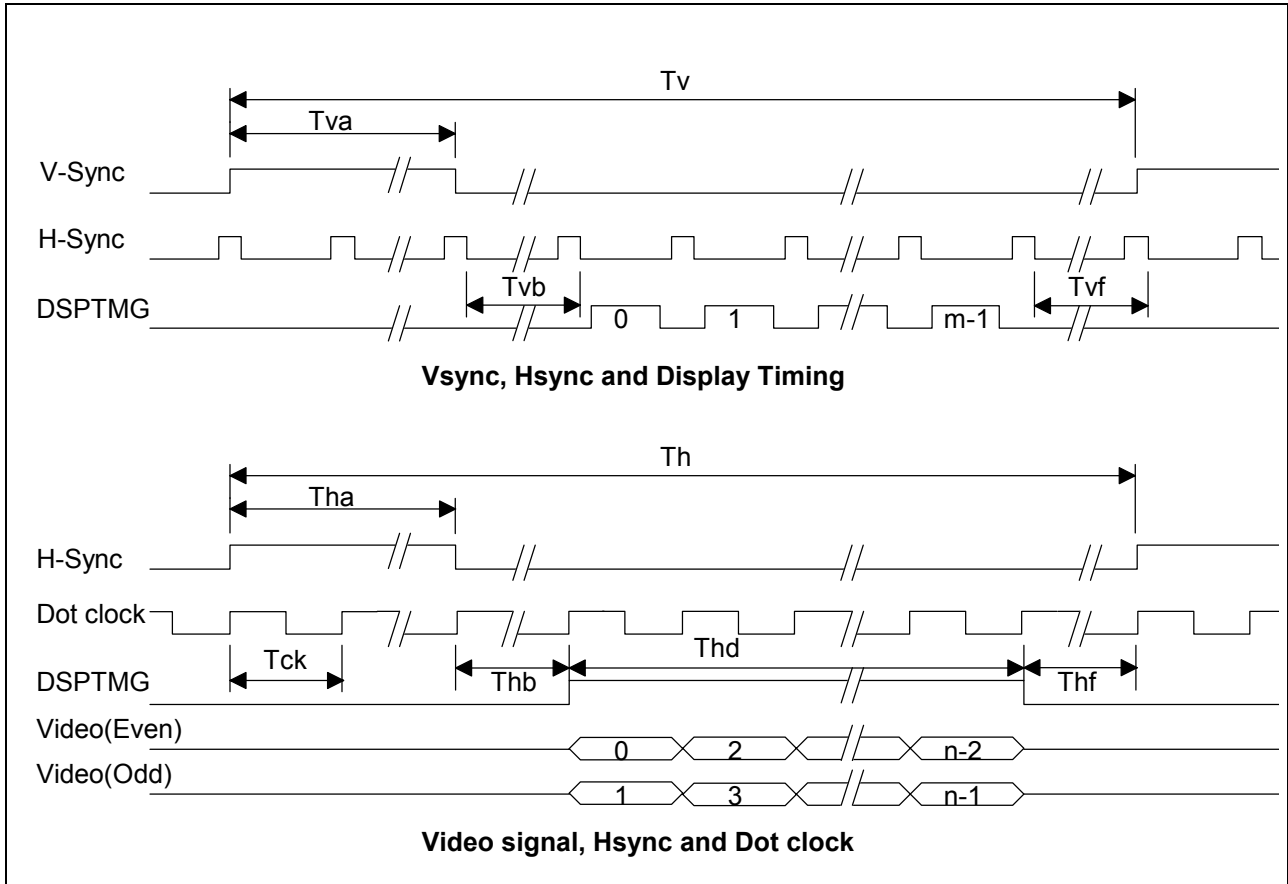 Tv
Tva
V-Sync
H-Sync
Tvb
Tvf
DSPTMG
0 1 m-1
Vsync, Hsync and Display Timing
Th
Tha
H-Sync
Dot clock
Tck
Thb
Thd
Thf
DSPTMG
Video(Even)
0 2 n-2
Video(Odd)
1 3 n-1
Video signal, Hsync and Dot clock